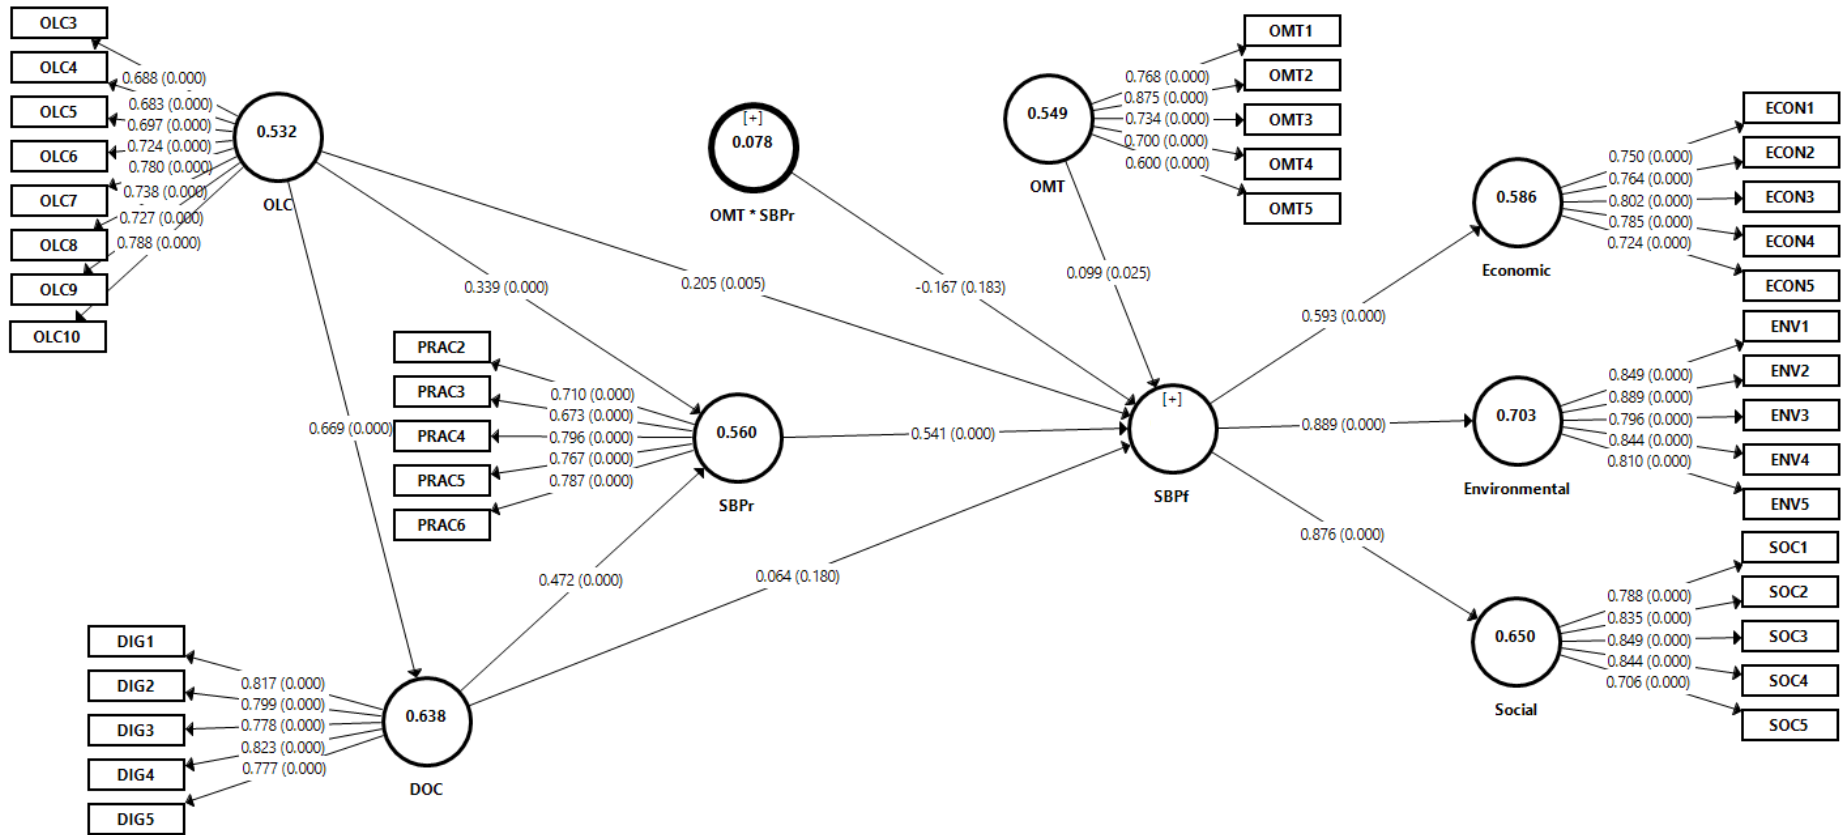 OLC3
OLC4
OLC5
OLC6
OLC7
OLC8
OLC9
OLC10
0.688 (0.000)
0.683 (0.000)
0.697 (0.000)
0.724 (0.000)
0.780 (0.000)
0.738 (0.000)
0.727 (0.000)
0.788 (0.000)
0.532
OLC
[+]
0.078
OMT * SBPr
0.549
OMT
0.768 (0.000)
0.875 (0.000)
0.734 (0.000)
0.700 (0.000)
0.600 (0.000)
OMT1
OMT2
OMT3
OMT4
OMT5
0.339 (0.000)
0.205 (0.005)
-0.167 (0.183)
0.099 (0.025)
0.669 (0.000)
PRAC2
PRAC3
PRAC4
PRAC5
PRAC6
0.710 (0.000)
0.673 (0.000)
0.796 (0.000)
0.767 (0.000)
0.787 (0.000)
0.560
SBPr
0.541 (0.000)
[+]
SBPf
0.472 (0.000)
0.064 (0.180)
DIG1
DIG2
DIG3
DIG4
DIG5
0.817 (0.000)
0.799 (0.000)
0.778 (0.000)
0.823 (0.000)
0.777 (0.000)
0.638
DOC
0.593 (0.000)
0.889 (0.000)
0.876 (0.000)
0.586
Economic
0.750 (0.000)
0.764 (0.000)
0.802 (0.000)
0.785 (0.000)
0.724 (0.000)
ECON1
ECON2
ECON3
ECON4
ECON5
0.703
Environmental
0.849 (0.000)
0.889 (0.000)
0.796 (0.000)
0.844 (0.000)
0.810 (0.000)
ENV1
ENV2
ENV3
ENV4
ENV5
0.650
Social
0.788 (0.000)
0.835 (0.000)
0.849 (0.000)
0.844 (0.000)
0.706 (0.000)
SOC1
SOC2
SOC3
SOC4
SOC5